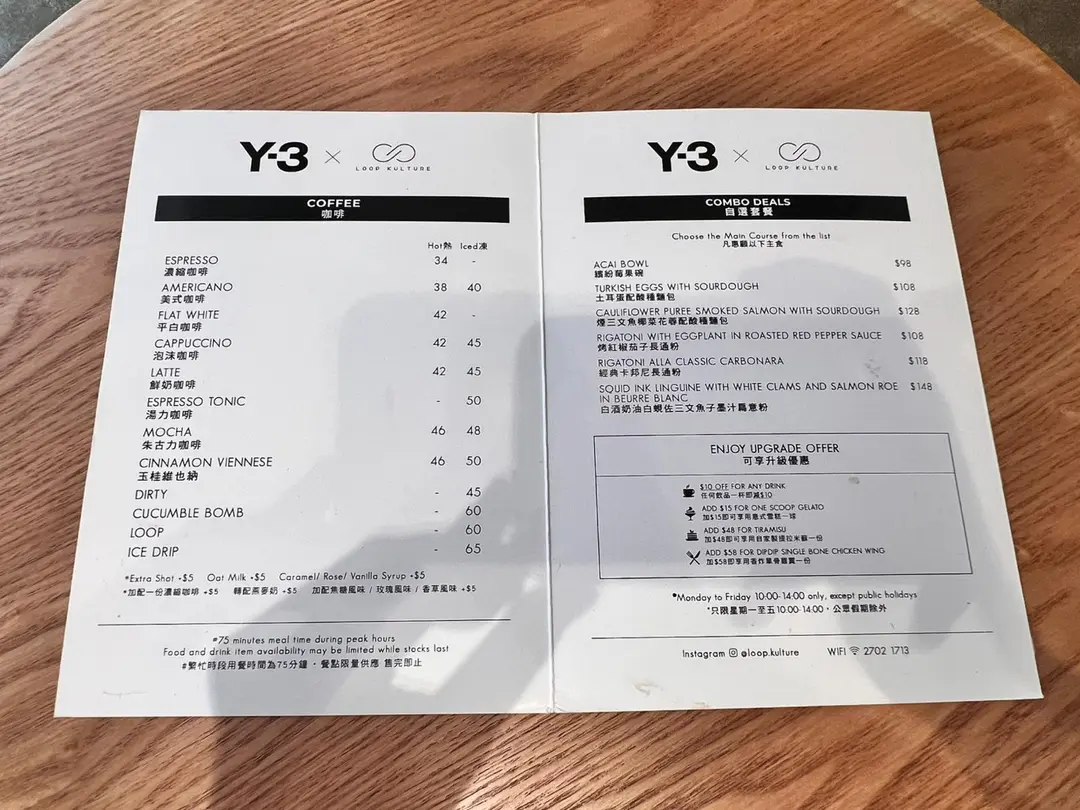 Y-3 × LOOP KULTURE
COFFEE
咖啡
Hot熱 Iced凍
ESPRESSO 34 -
濃縮咖啡
AMERICANO 38 40
美式咖啡
FLAT WHITE 42 -
平白咖啡
CAPPUCCINO 42 45
泡沫咖啡
LATTE 42 45
鮮奶咖啡
ESPRESSO TONIC - 50
湯力咖啡
MOCHA 46 48
朱古力咖啡
CINNAMON VIENNESE 46 50
玉桂維也納
DIRTY - 45
CUCUMBLE BOMB - 60
LOOP - 60
ICE DRIP - 65
*Extra Shot +$5 Oat Milk +$5 Caramel/ Rose/ Vanilla Syrup +$5
*加配一份濃縮咖啡 +$5 轉配燕麥奶 +$5 加配焦糖風味 / 玫瑰風味 / 香草風味 +$5
#75 minutes meal time during peak hours
Food and drink item availability may be limited while stocks last
#繁忙時段用餐時間為75分鐘，餐點限量供應 售完即止
Y-3 × LOOP KULTURE
COMBO DEALS
自選套餐
Choose the Main Course from the list
凡惠顧以下主食
ACAI BOWL $98
繽紛莓果碗
TURKISH EGGS WITH SOURDOUGH $108
土耳蛋配酸種麵包
CAULIFLOWER PUREE SMOKED SALMON WITH SOURDOUGH $128
煙三文魚椰菜花蓉配酸種麵包
RIGATONI WITH EGGPLANT IN ROASTED RED PEPPER SAUCE $108
烤紅椒茄子長通粉
RIGATONI ALLA CLASSIC CARBONARA $118
經典卡邦尼長通粉
SQUID INK LINGUINE WITH WHITE CLAMS AND SALMON ROE $148
IN BEURRE BLANC
白酒奶油白蜆佐三文魚子墨汁扁意粉
ENJOY UPGRADE OFFER
可享升級優惠
$10 OFF FOR ANY DRINK
任何飲品一杯即減$10
ADD $15 FOR ONE SCOOP GELATO
加$15即可享用意式雪糕一球
ADD $48 FOR TIRAMISU
加$48即可享用自家製提拉米蘇一份
ADD $58 FOR DIPDIP SINGLE BONE CHICKEN WING
加$58即享用香炸單骨雞翼一份
*Monday to Friday 10:00-14:00 only, except public holidays
*只限星期一至五10:00-14:00，公眾假期除外
Instagram @loop.kulture WIFI 2702 1713